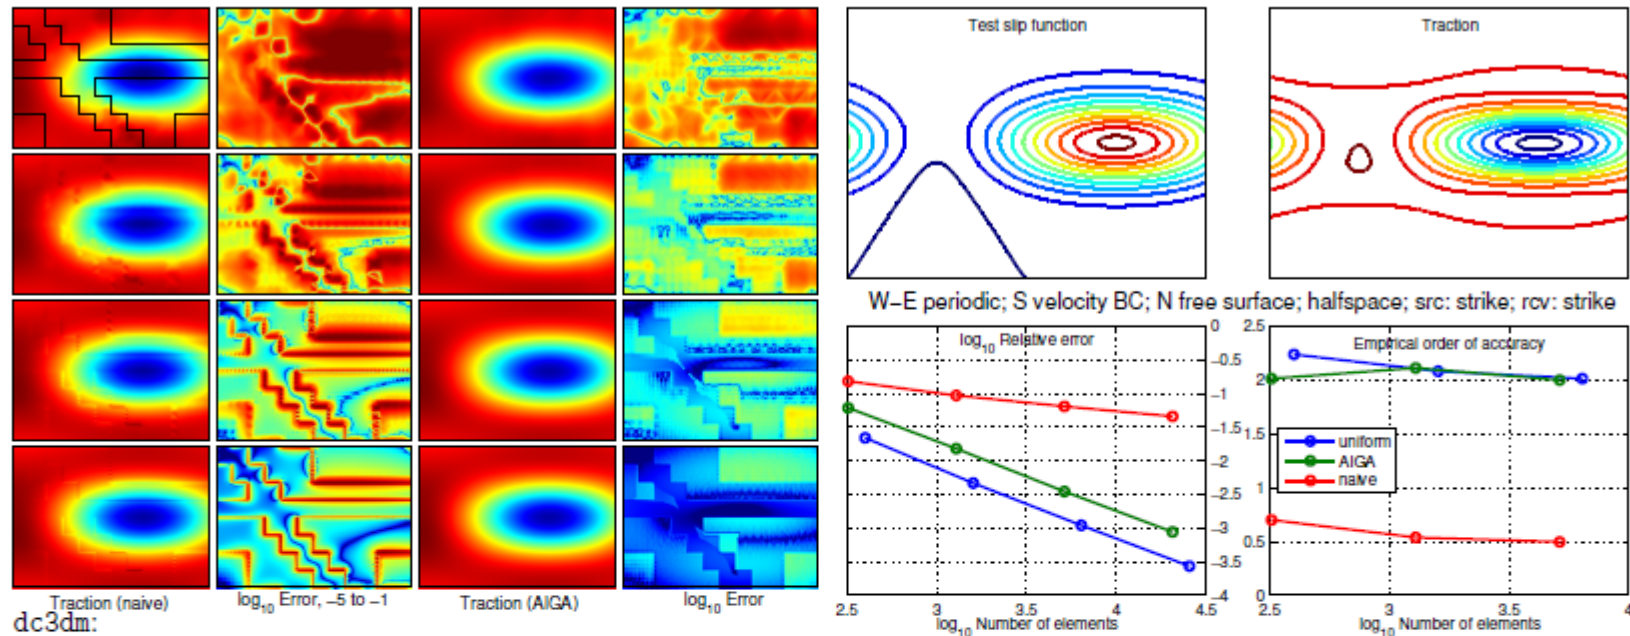 Test slip function
Traction
W-E periodic; S velocity BC; N free surface; halfspace; src: strike; rcv: strike
log10 Relative error
0
-0.5
-1
-1.5
-2
-2.5
-3
-3.5
-4
2.5 3 3.5 4 4.5
log10 Number of elements
Empirical order of accuracy
2.5
2
1.5
1
0.5
0
uniform
AIGA
naive
2.5 3 3.5 4
log10 Number of elements
Traction (naive)
log10 Error, -5 to -1
Traction (AIGA)
log10 Error
dc3dm: